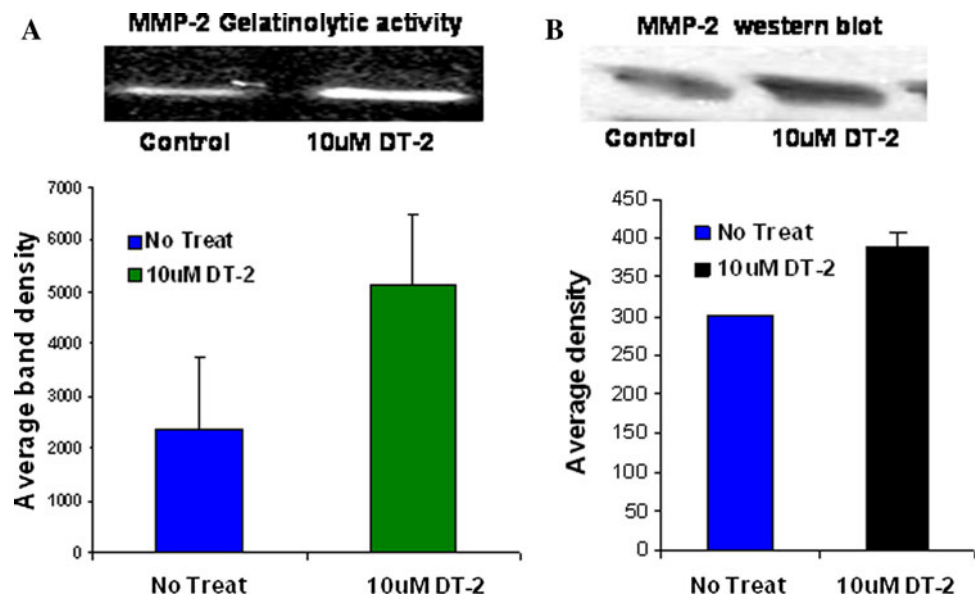 A
MMP-2 Gelatinolytic activity
Control 10uM DT-2
7000
6000
5000
4000
3000
2000
1000
0
Average band density
No Treat
10uM DT-2
No Treat 10uM DT-2
B
MMP-2 western blot
Control 10uM DT-2
450
400
350
300
250
200
150
100
50
0
Average density
No Treat
10uM DT-2
No Treat 10uM DT-2